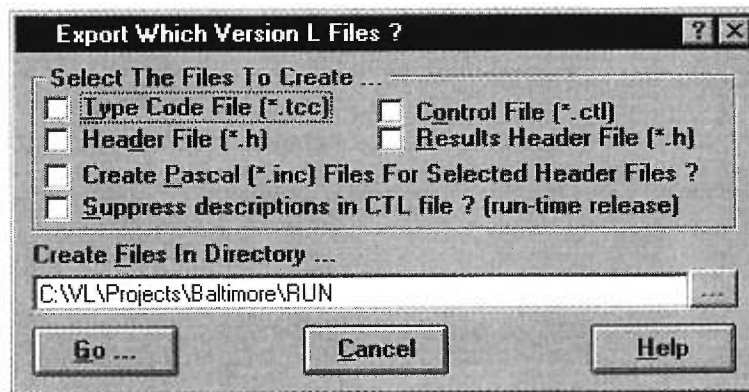 Export Which Version L Files ? ? X
Select The Files To Create ...
Type Code File (*.tcc) Control File (*.ctl)
Header File (*.h) Results Header File (*.h)
Create Pascal (*.inc) Files For Selected Header Files ?
Suppress descriptions in CTL file ? (run-time release)
Create Files In Directory ...
C:\VL\Projects\Baltimore\RUN ...
Go ... Cancel Help